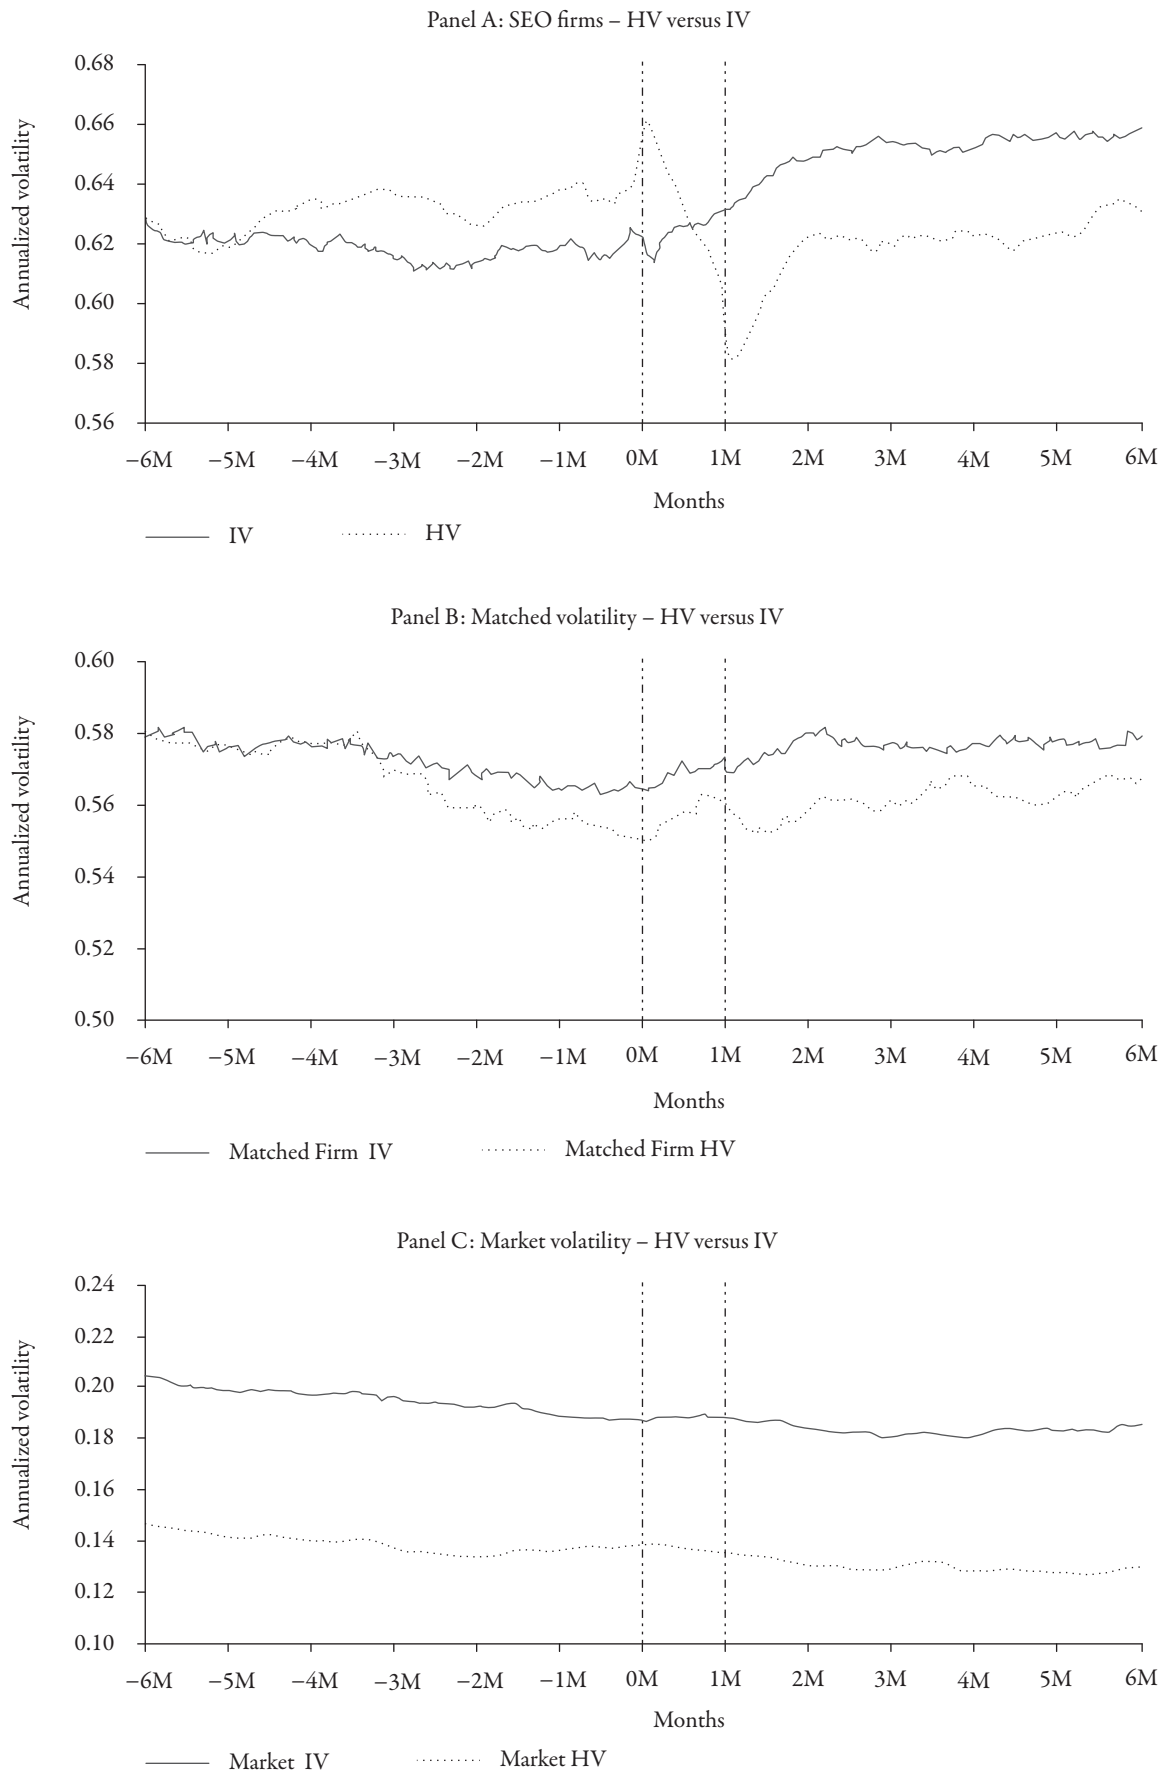 Panel A: SEO firms – HV versus IV
Annualized volatility
0.68
0.66
0.64
0.62
0.60
0.58
0.56
−6M −5M −4M −3M −2M −1M 0M 1M 2M 3M 4M 5M 6M
Months
IV HV
Panel B: Matched volatility – HV versus IV
Annualized volatility
0.60
0.58
0.56
0.54
0.52
0.50
−6M −5M −4M −3M −2M −1M 0M 1M 2M 3M 4M 5M 6M
Months
Matched Firm IV Matched Firm HV
Panel C: Market volatility – HV versus IV
Annualized volatility
0.24
0.22
0.20
0.18
0.16
0.14
0.12
0.10
−6M −5M −4M −3M −2M −1M 0M 1M 2M 3M 4M 5M 6M
Months
Market IV Market HV